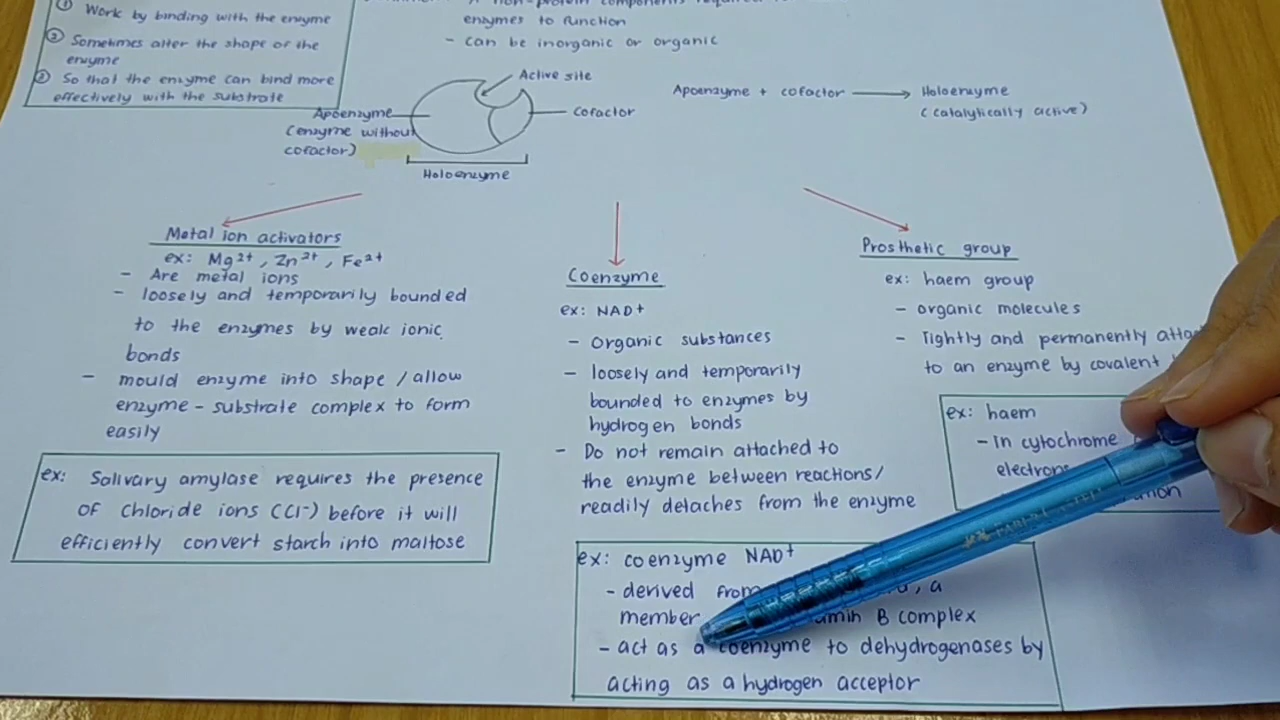 ① Work by binding with the enzyme
② Sometimes alter the shape of the
enzyme
③ So that the enzyme can bind more
effectively with the substrate
enzymes to function
- Can be inorganic or organic
Active site
Apoenzyme
(enzyme without
cofactor)
Cofactor
Holoenzyme
Apoenzyme + cofactor → Holoenzyme
(Catalytically active)
Metal ion activators
ex: Mg²⁺, Zn²⁺, Fe²⁺
- Are metal ions
- loosely and temporarily bounded
to the enzymes by weak ionic
bonds
- mould enzyme into shape / allow
enzyme - substrate complex to form
easily
ex: Salivary amylase requires the presence
of chloride ions (Cl⁻) before it will
efficiently convert starch into maltose
Coenzyme
ex: NAD⁺
- Organic substances
- loosely and temporarily
bounded to enzymes by
hydrogen bonds
- Do not remain attached to
the enzyme between reactions/
readily detaches from the enzyme
ex: coenzyme NAD⁺
- derived from , a
member B complex
- act as a coenzyme to dehydrogenases by
acting as a hydrogen acceptor
Prosthetic group
ex: haem group
- organic molecules
- Tightly and permanently
to an enzyme by covalent
ex: haem
- In cytochrome